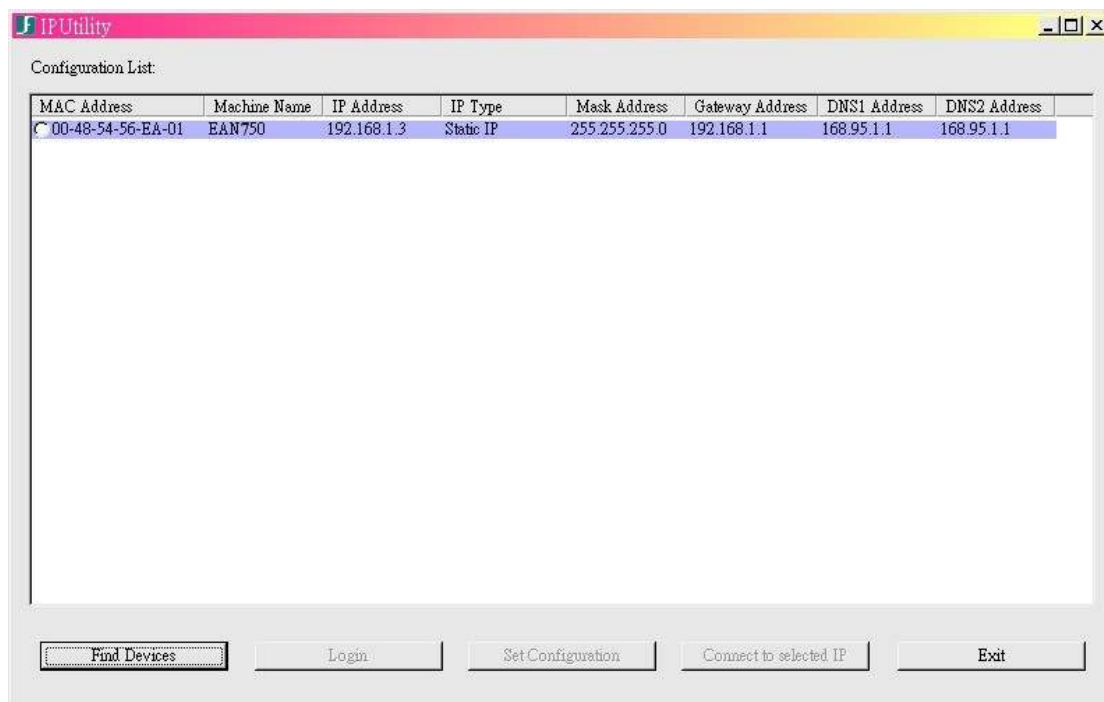 IPUtility
Configuration List:
MAC Address Machine Name IP Address IP Type Mask Address Gateway Address DNS1 Address DNS2 Address
00-48-54-56-EA-01 EAN750 192.168.1.3 Static IP 255.255.255.0 192.168.1.1 168.95.1.1 168.95.1.1
Find Devices Login Set Configuration Connect to selected IP Exit